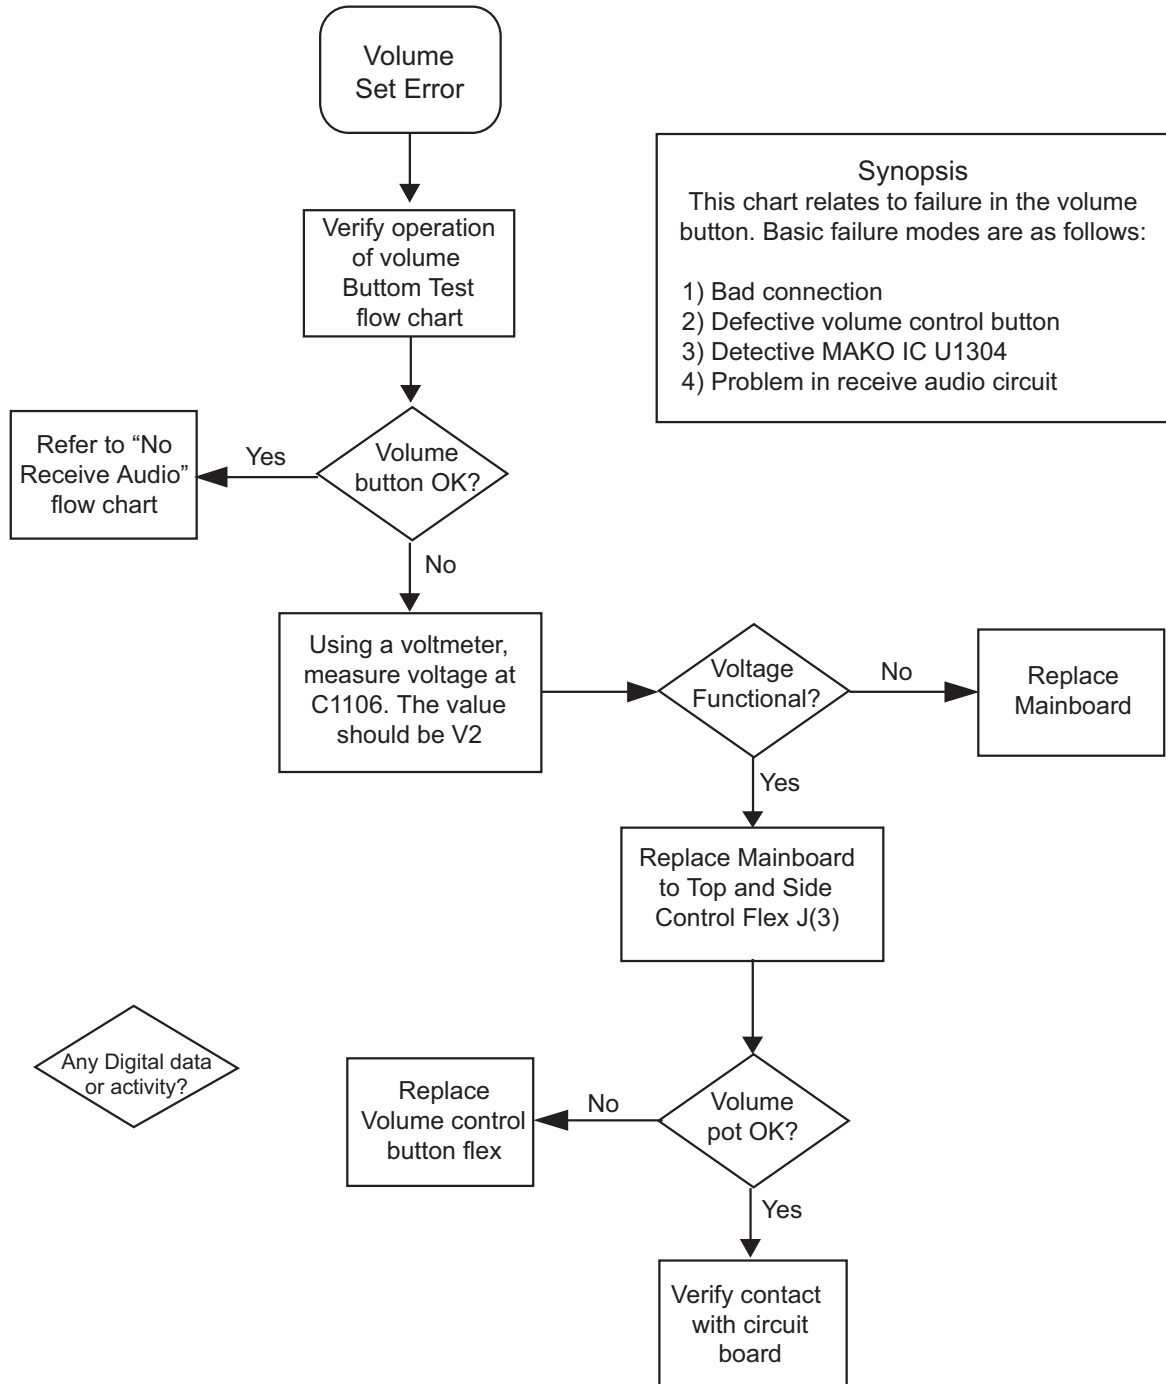 Volume
Set Error
Verify operation
of volume
Buttom Test
flow chart
Synopsis
This chart relates to failure in the volume
button. Basic failure modes are as follows:
1) Bad connection
2) Defective volume control button
3) Detective MAKO IC U1304
4) Problem in receive audio circuit
Volume
button OK?
Yes
Refer to “No
Receive Audio”
flow chart
No
Using a voltmeter,
measure voltage at
C1106. The value
should be V2
Voltage
Functional?
No
Replace
Mainboard
Yes
Replace Mainboard
to Top and Side
Control Flex J(3)
Any Digital data
or activity?
Volume
pot OK?
No
Replace
Volume control
button flex
Yes
Verify contact
with circuit
board